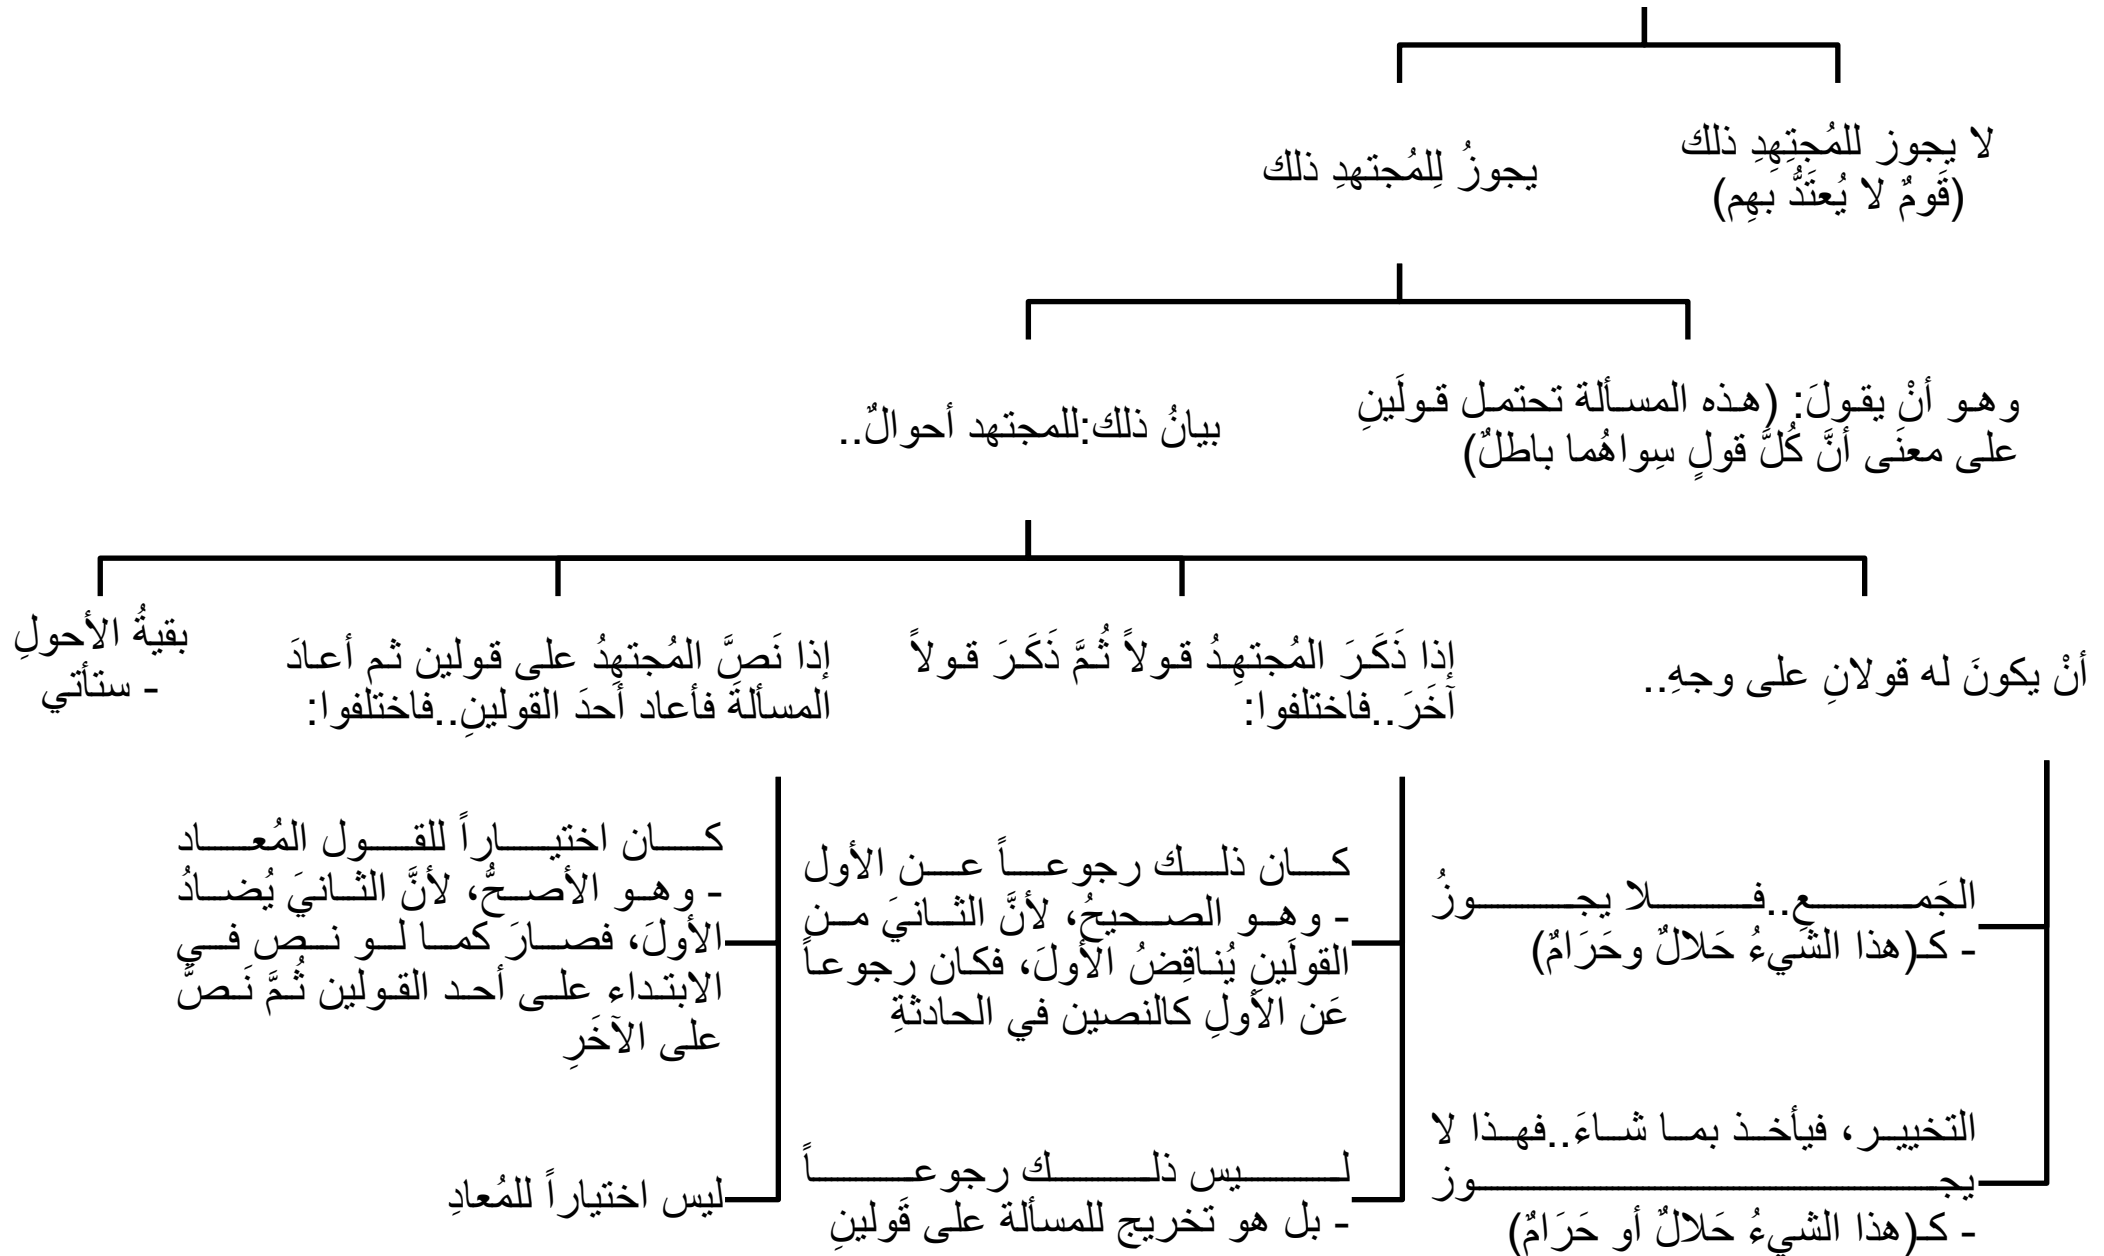 لا يجوز للمُجتِهِدِ ذلك
(قَومٌ لا يُعتَدُّ بهِم)
يجوزُ لِلمُجتهدِ ذلك
وهو أنْ يقولَ: (هذه المسألة تحتمل قولَينِ
على معنَى أنَّ كُلَّ قولٍ سِواهُما باطلٌ)
بيانُ ذلك:للمجتهد أحوالٌ..
أنْ يكونَ له قولانِ على وجهِ..
الجَمعِ..فلا يجوزُ
- كـ(هذا الشيءُ حَلالٌ وحَرَامٌ)
التخيير، فيأخذ بما شاءَ..فهذا لا
يجوز
- كـ(هذا الشيءُ حَلالٌ أو حَرَامٌ)
إذا ذَكَرَ المُجتهِدُ قولاً ثُمَّ ذَكَرَ قولاً
آخَرَ..فاختلفوا:
كان ذلك رجوعاً عن الأول
- وهو الصحيحُ، لأنَّ الثانيَ من
القولَينِ يُناقِضُ الأولَ، فكان رجوعاً
عَن الأولِ كالنصين في الحادثةِ
ليس ذلك رجوعاً
- بل هو تخريج للمسألة على قَولينِ
إذا نَصَّ المُجتهِدُ على قولين ثم أعادَ
المسألةَ فأعاد أحدَ القولينِ..فاختلفوا:
كان اختياراً للقول المُعاد
- وهو الأصحُّ، لأنَّ الثانيَ يُضادُ
الأولَ، فصارَ كما لو نص في
الابتداء على أحد القولين ثُمَّ نَصَّ
على الآخَرِ
ليس اختياراً للمُعادِ
بقيةُ الأحولِ
- ستأتي